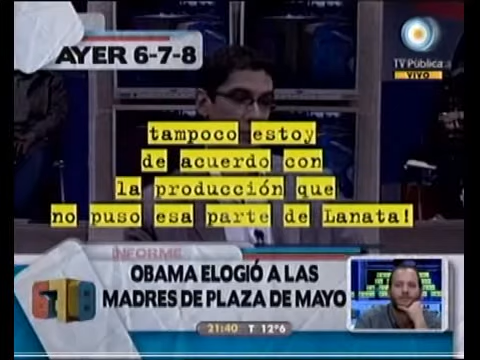 AYER 6-7-8
TV Pública
VIVO
tampoco estoy
de acuerdo con
la producción que
no puso esa parte de Lanata!
INFORME
OBAMA ELOGIÓ A LAS
MADRES DE PLAZA DE MAYO
678
21:40 T 12°6